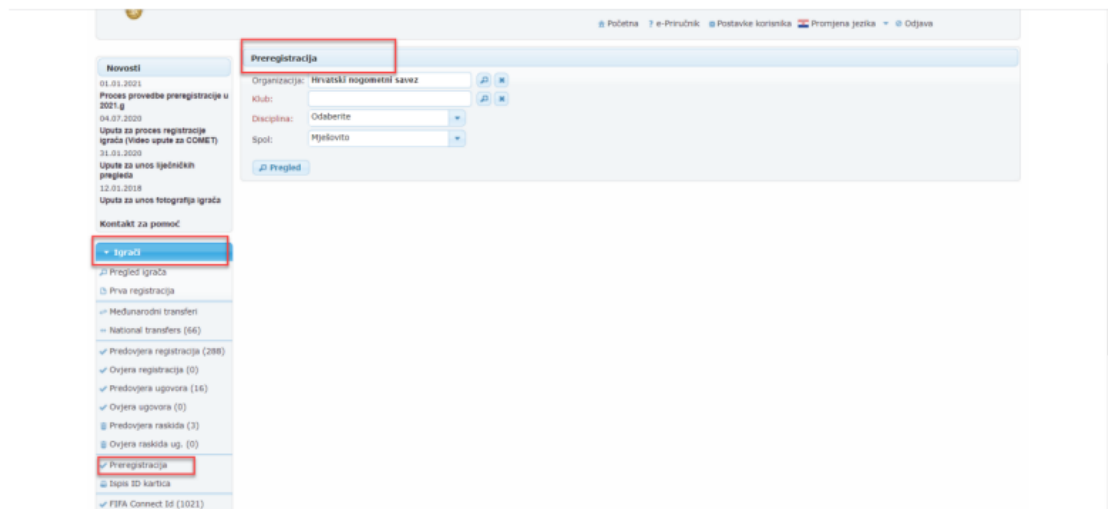 Početna ? e-Priručnik Postavke korisnika Promjena jezika Odjava
Novosti
01.01.2021
Proces provedbe preregistracije u
2021.g
04.07.2020
Uputa za proces registracije
igrača (Video upute za COMET)
31.01.2020
Upute za unos liječničkih
pregleda
12.01.2018
Uputa za unos fotografija igrača
Kontakt za pomoć
Igrači
Pregled igrača
Prva registracija
Međunarodni transferi
National transfers (66)
Predovjera registracija (288)
Ovjera registracija (0)
Predovjera ugovora (16)
Ovjera ugovora (0)
Predovjera raskida (3)
Ovjera raskida ug. (0)
Preregistracija
Ispis ID kartica
FIFA Connect Id (1021)
Preregistracija
Organizacija: Hrvatski nogometni savez
Klub:
Disciplina: Odaberite
Spol: Mješovito
Pregled